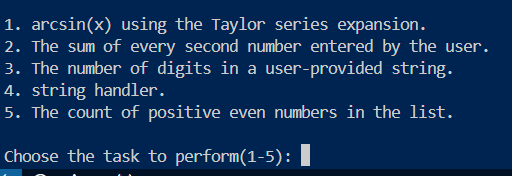 1. arcsin(x) using the Taylor series expansion.
2. The sum of every second number entered by the user.
3. The number of digits in a user-provided string.
4. string handler.
5. The count of positive even numbers in the list.
Choose the task to perform(1-5):